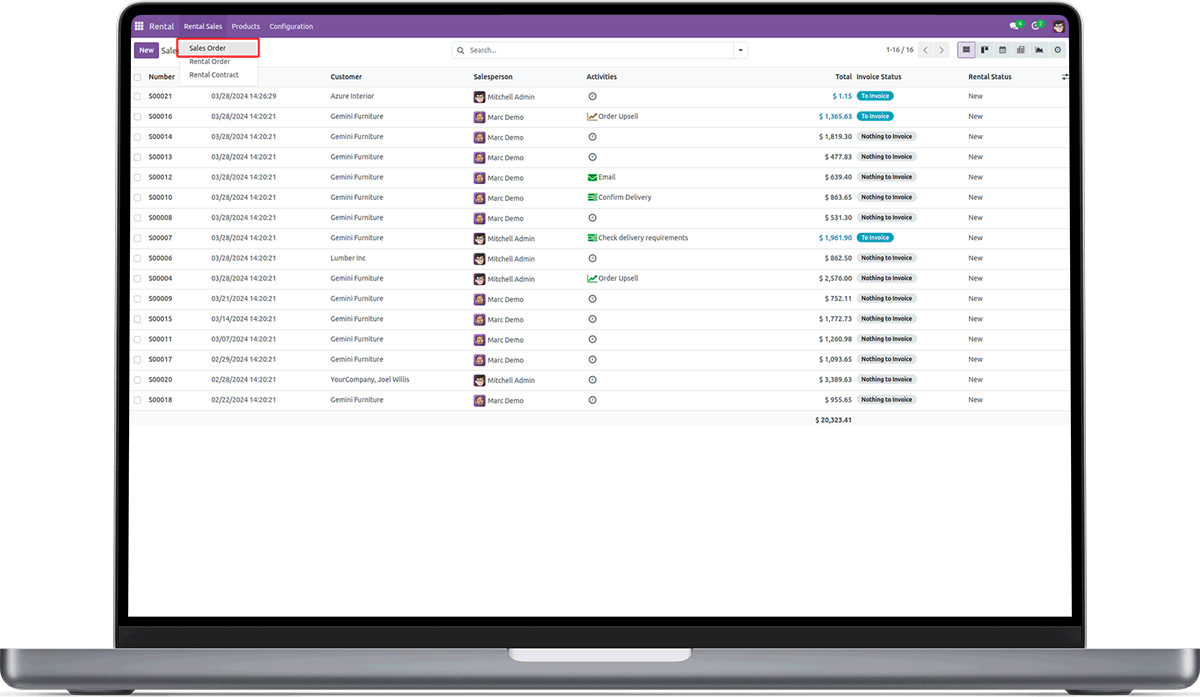 Rental Rental Sales Products Configuration 4 2
New Sales Sales Order Search... 1-16 / 16
Rental Order
Rental Contract
Number Customer Salesperson Activities Total Invoice Status Rental Status
S00021 03/28/2024 14:26:29 Azure Interior Mitchell Admin $ 1.15 To Invoice New
S00016 03/28/2024 14:20:21 Gemini Furniture Marc Demo Order Upsell $ 1,365.63 To Invoice New
S00014 03/28/2024 14:20:21 Gemini Furniture Marc Demo $ 1,819.30 Nothing to Invoice New
S00013 03/28/2024 14:20:21 Gemini Furniture Marc Demo $ 477.83 Nothing to Invoice New
S00012 03/28/2024 14:20:21 Gemini Furniture Marc Demo Email $ 639.40 Nothing to Invoice New
S00010 03/28/2024 14:20:21 Gemini Furniture Marc Demo Confirm Delivery $ 863.65 Nothing to Invoice New
S00008 03/28/2024 14:20:21 Gemini Furniture Marc Demo $ 531.30 Nothing to Invoice New
S00007 03/28/2024 14:20:21 Gemini Furniture Mitchell Admin Check delivery requirements $ 1,961.90 To Invoice New
S00006 03/28/2024 14:20:21 Lumber Inc Mitchell Admin $ 862.50 Nothing to Invoice New
S00004 03/28/2024 14:20:21 Gemini Furniture Mitchell Admin Order Upsell $ 2,576.00 Nothing to Invoice New
S00009 03/21/2024 14:20:21 Gemini Furniture Marc Demo $ 752.11 Nothing to Invoice New
S00015 03/14/2024 14:20:21 Gemini Furniture Marc Demo $ 1,772.73 Nothing to Invoice New
S00011 03/07/2024 14:20:21 Gemini Furniture Marc Demo $ 1,260.98 Nothing to Invoice New
S00017 02/29/2024 14:20:21 Gemini Furniture Marc Demo $ 1,093.65 Nothing to Invoice New
S00020 02/28/2024 14:20:21 YourCompany, Joel Willis Mitchell Admin $ 3,389.63 Nothing to Invoice New
S00018 02/22/2024 14:20:21 Gemini Furniture Marc Demo $ 955.65 Nothing to Invoice New
$ 20,323.41